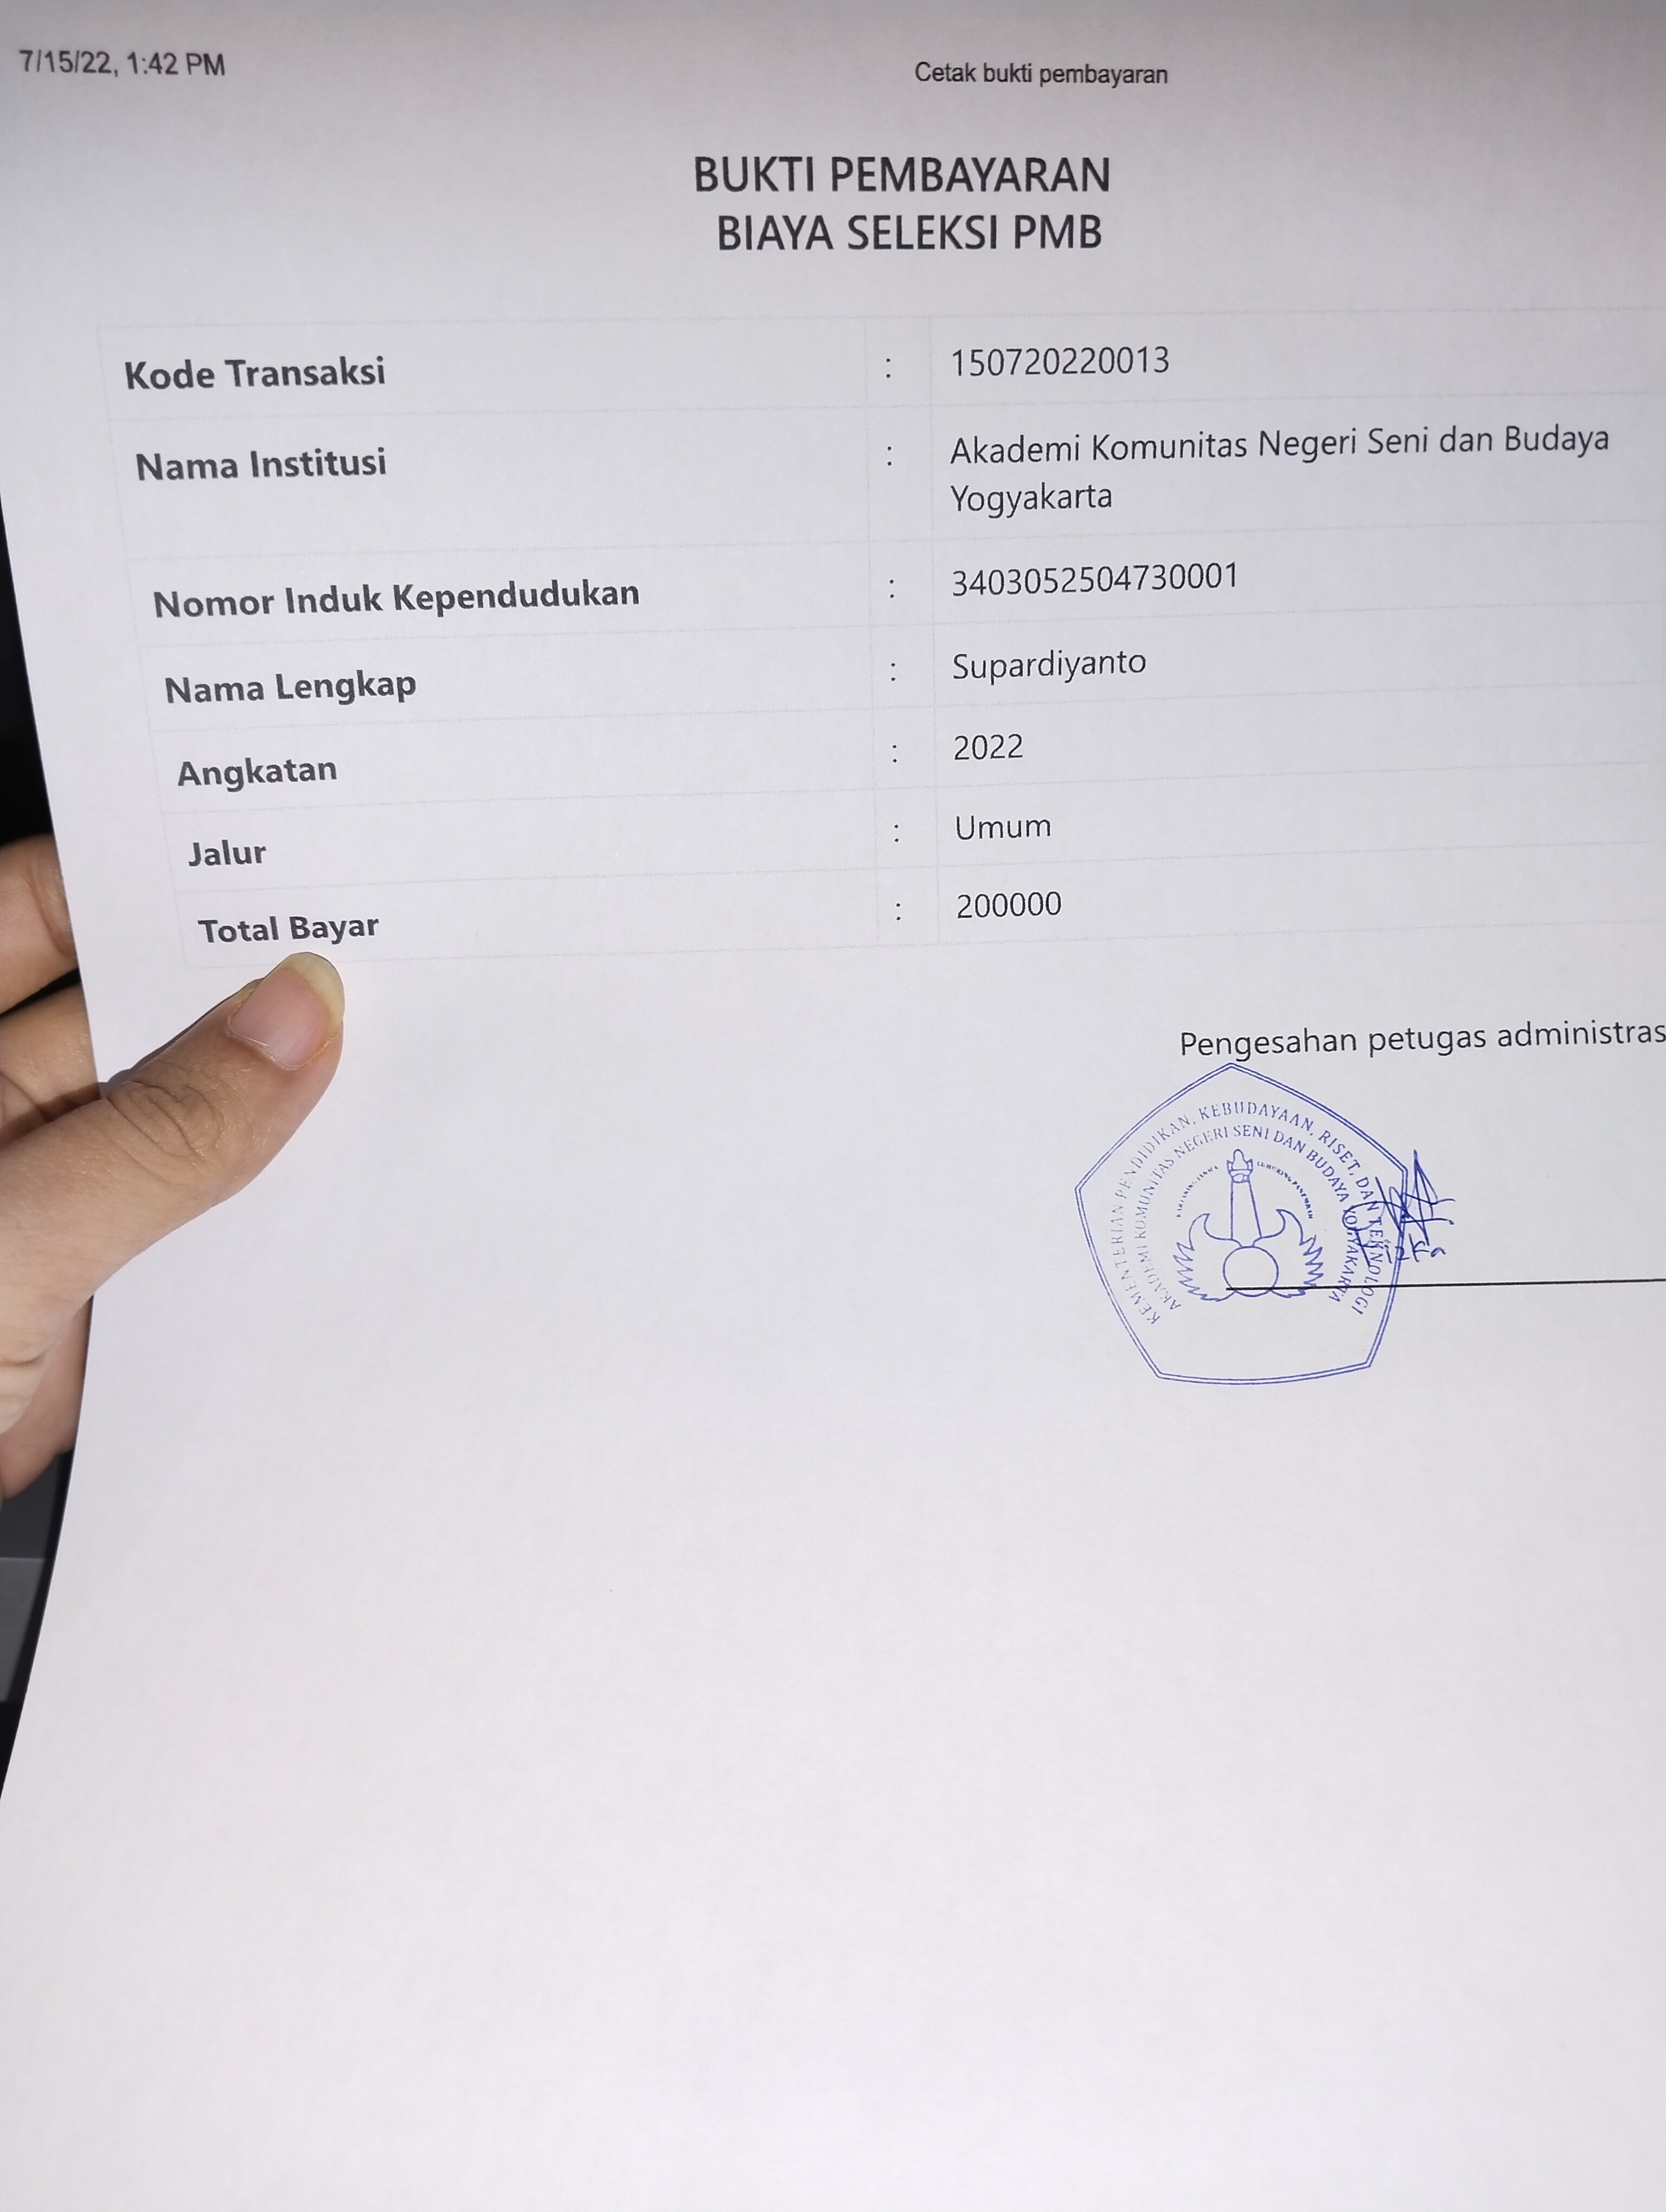 7/15/22, 1:42 PM
Cetak bukti pembayaran
BUKTI PEMBAYARAN
BIAYA SELEKSI PMB
Kode Transaksi : 150720220013
Nama Institusi : Akademi Komunitas Negeri Seni dan Budaya
Yogyakarta
Nomor Induk Kependudukan : 3403052504730001
Nama Lengkap : Supardiyanto
Angkatan : 2022
Jalur : Umum
Total Bayar : 200000
Pengesahan petugas administras
KEMENTERIAN PENDIDIKAN, KEBUDAYAAN, RISET, DAN TEKNOLOGI
AKADEMI KOMUNITAS NEGERI SENI DAN BUDAYA YOGYAKARTA